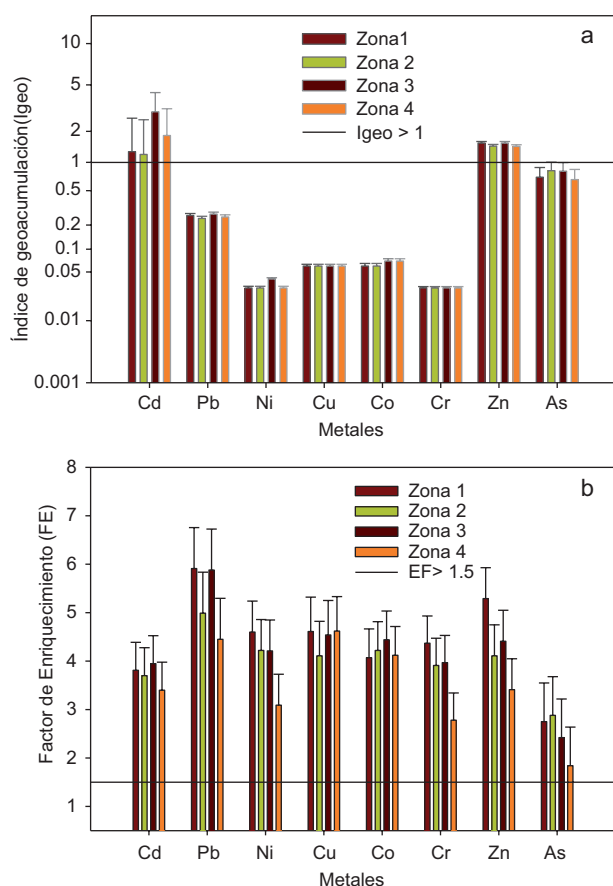 a
10
5
2
1
0.5
0.2
0.1
0.05
0.01
0.001
Índice de geoacumulación(Igeo)
Zona1
Zona 2
Zona 3
Zona 4
Igeo > 1
Cd Pb Ni Cu Co Cr Zn As
Metales
b
8
7
6
5
4
3
2
1
Factor de Enriquecimiento (FE)
Zona 1
Zona 2
Zona 3
Zona 4
EF> 1.5
Cd Pb Ni Cu Co Cr Zn As
Metales